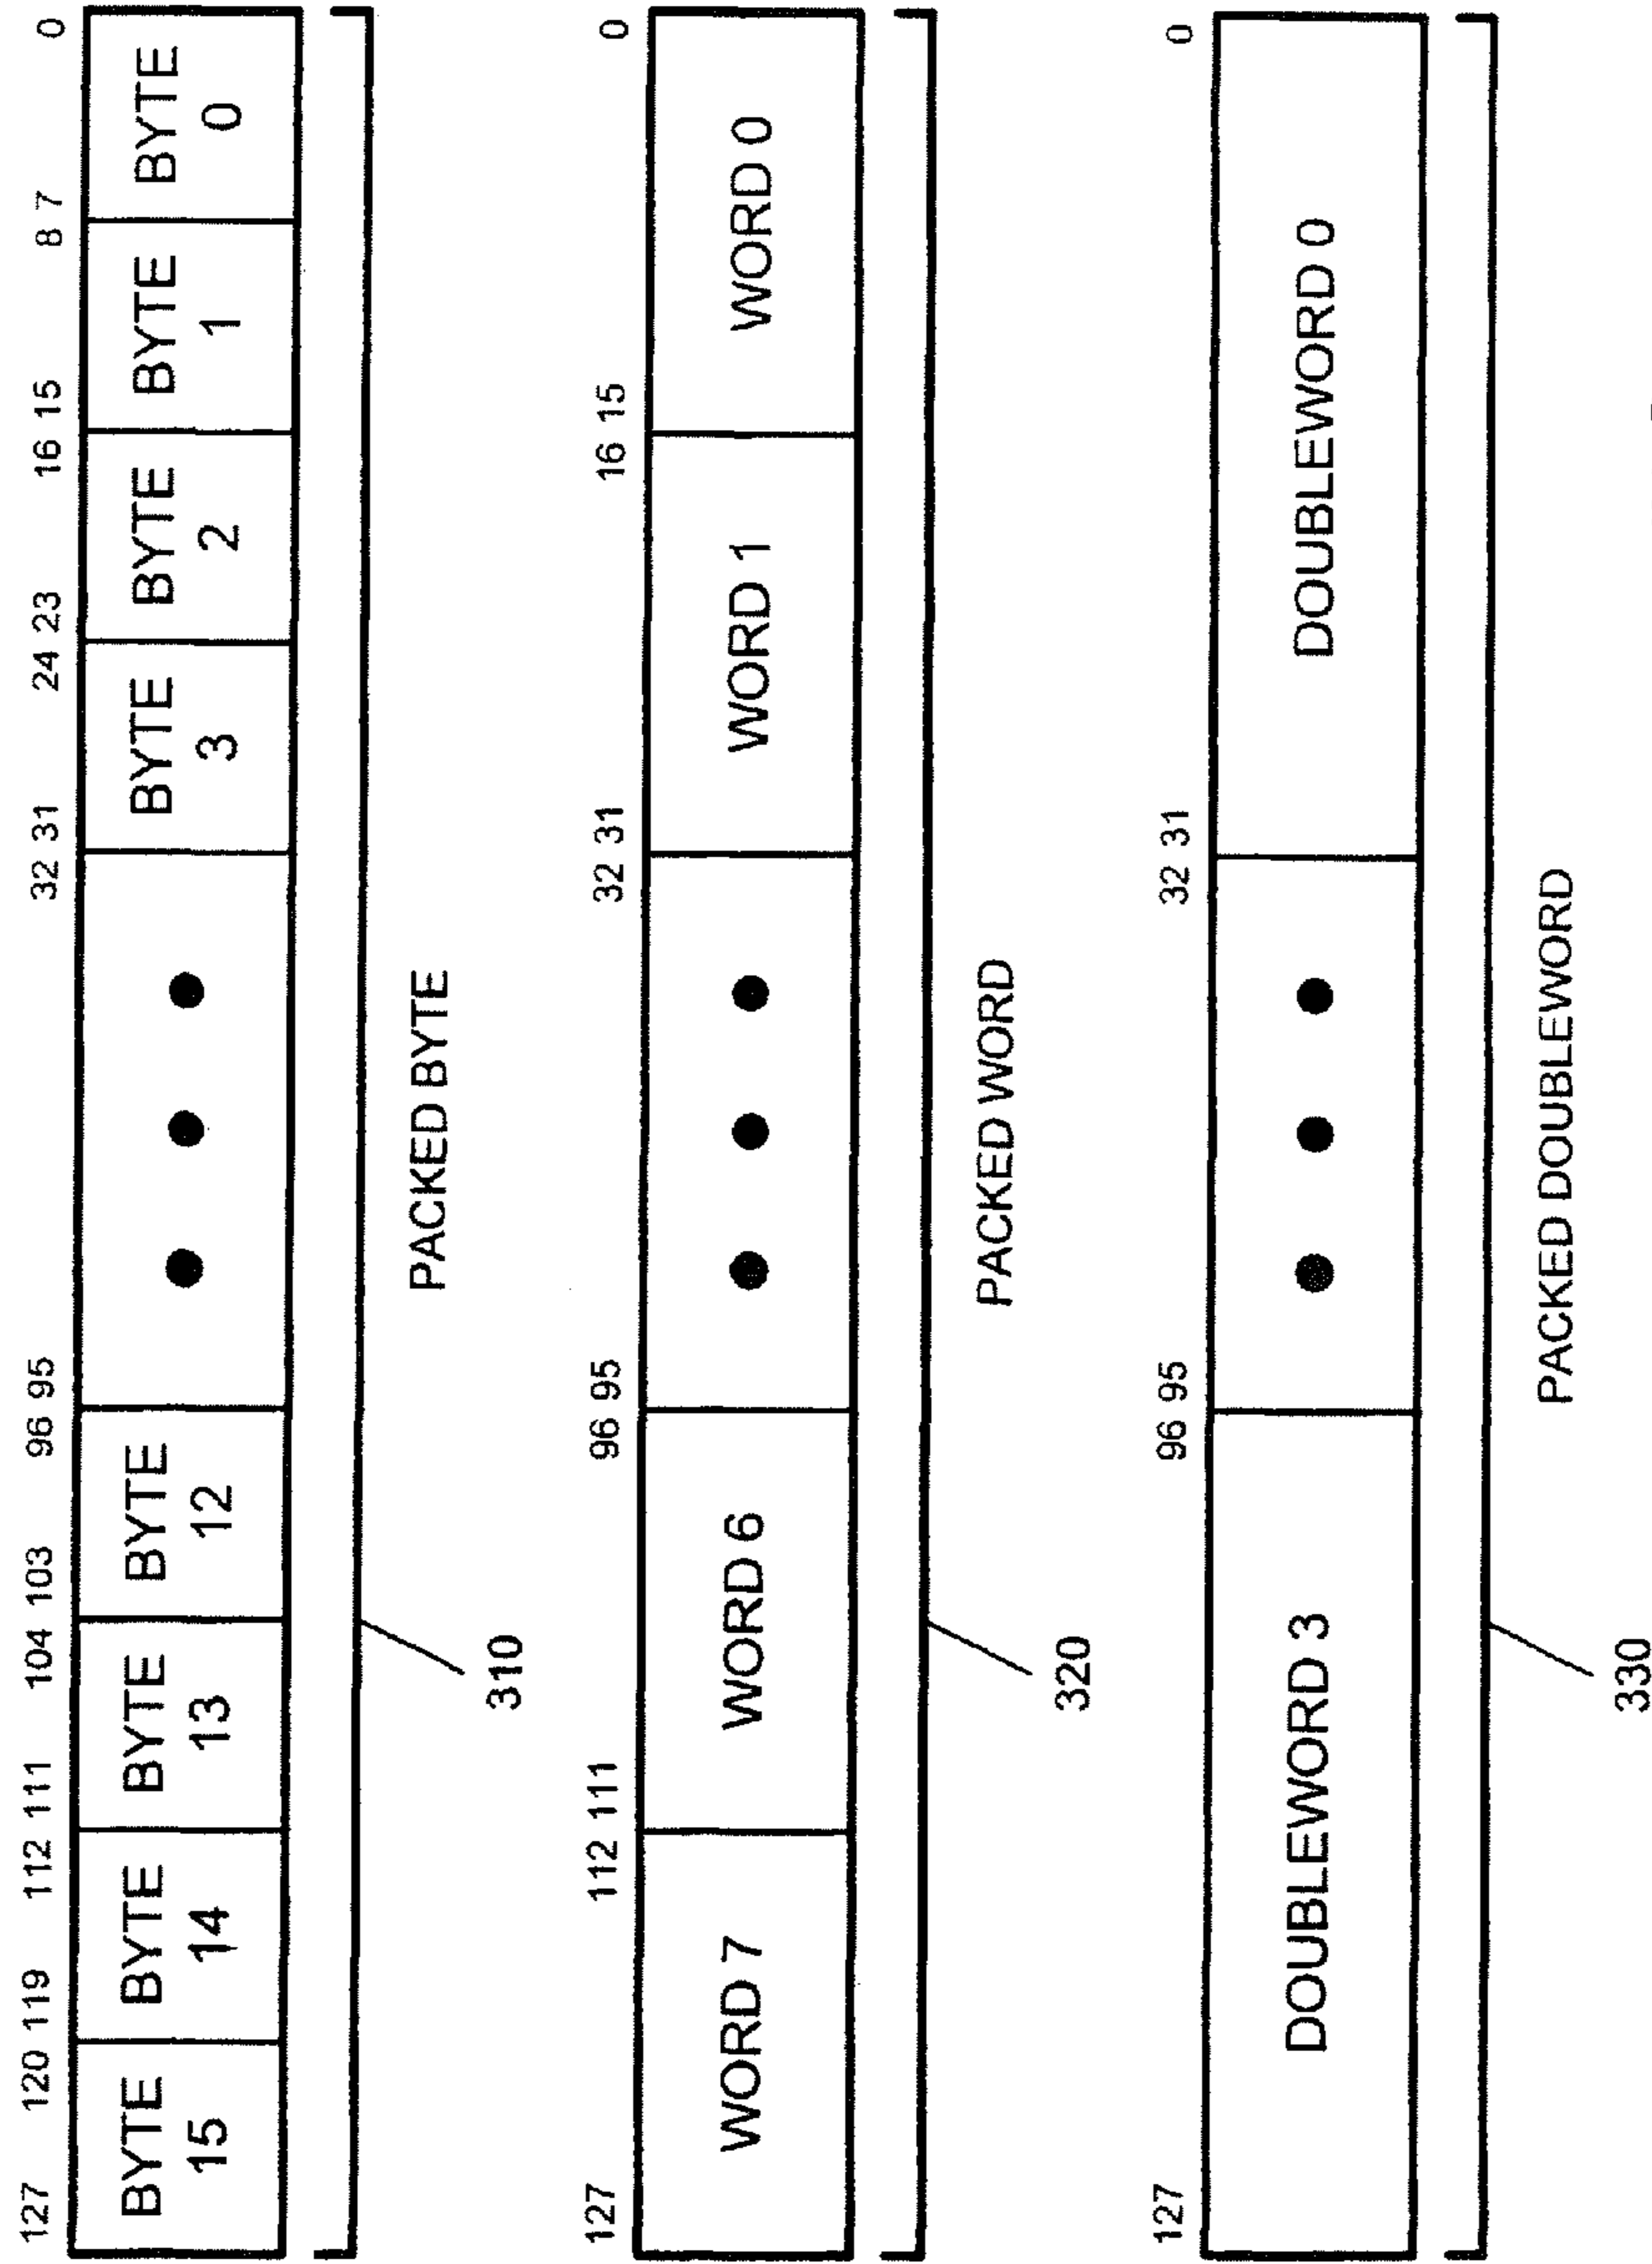 127 120 119 112 111 104 103 96 95 32 31 24 23 16 15 8 7 0
BYTE 15 BYTE 14 BYTE 13 BYTE 12 BYTE 3 BYTE 2 BYTE 1 BYTE 0
PACKED BYTE
310
127 112 111 96 95 32 31 16 15 0
WORD 7 WORD 6 WORD 1 WORD 0
PACKED WORD
320
127 96 95 32 31 0
DOUBLEWORD 3 DOUBLEWORD 0
PACKED DOUBLEWORD
330